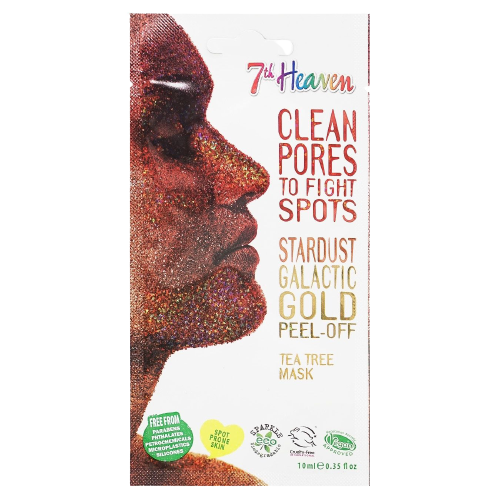 7th Heaven
CLEAN
PORES
TO FIGHT
SPOTS
STARDUST
GALACTIC
GOLD
PEEL-OFF
TEA TREE
MASK
FREE FROM
PARABENS
PHTHALATES
PETROCHEMICALS
MICROPLASTICS
SILICONES
SPOT
PRONE
SKIN
SPARKLE
eco
Cruelty-Free
Vegan
APPROVED
10ml e 0.35 fl oz